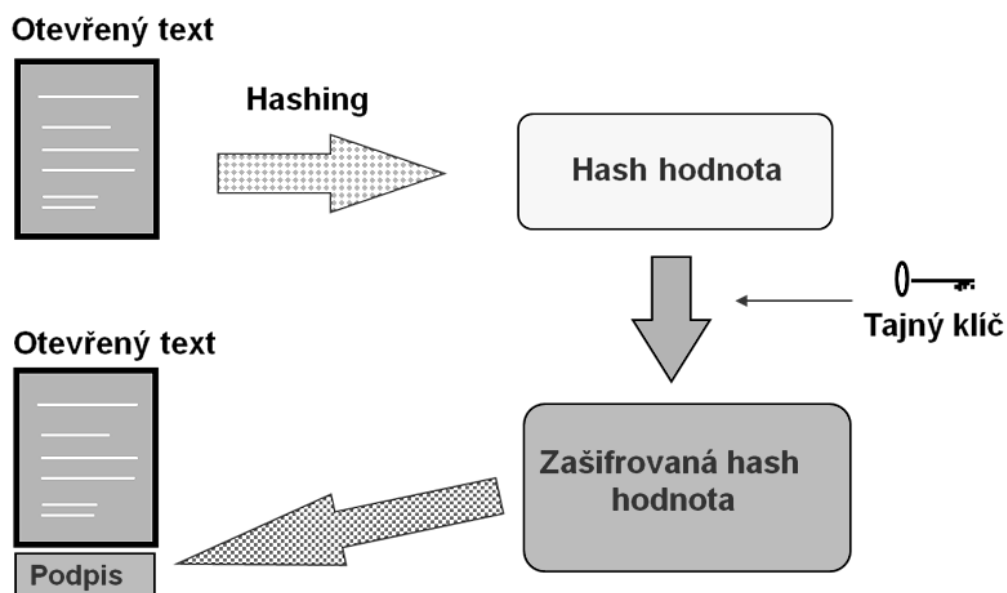 Otevřený text
Hashing
Hash hodnota
Tajný klíč
Otevřený text
Zašifrovaná hash
hodnota
Podpis